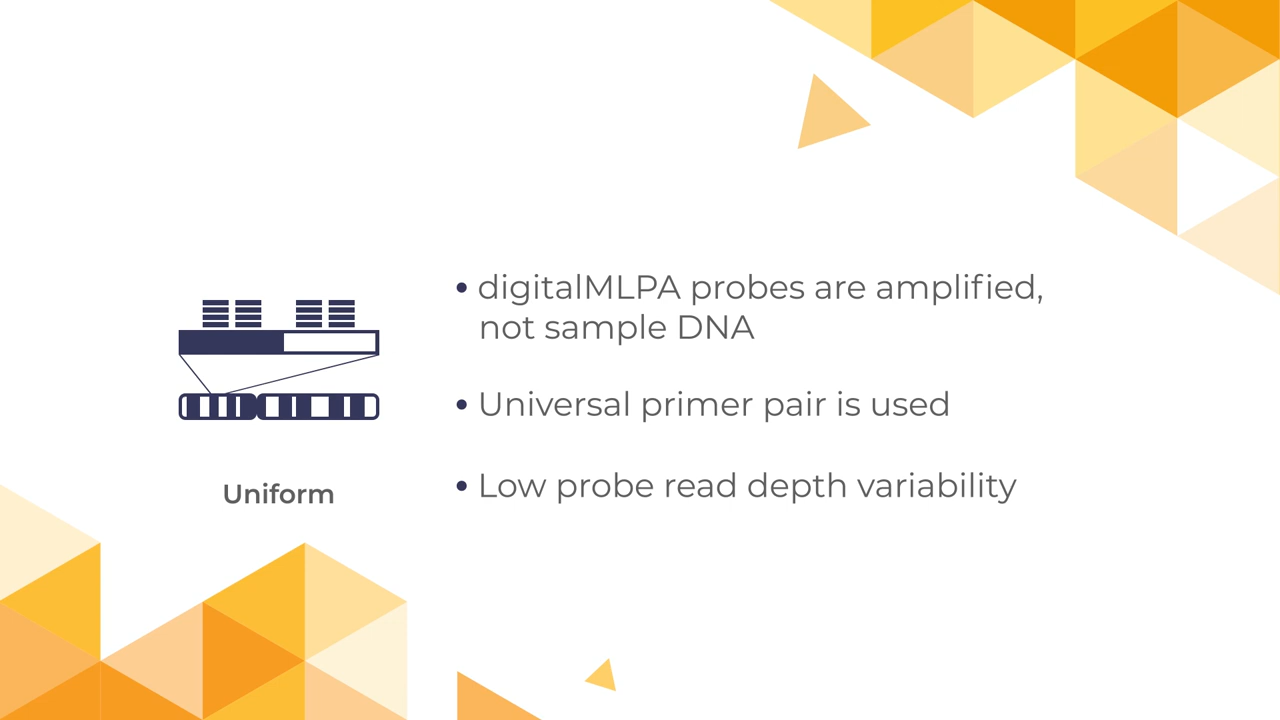 • digitalMLPA probes are amplified,
not sample DNA
• Universal primer pair is used
• Low probe read depth variability
Uniform